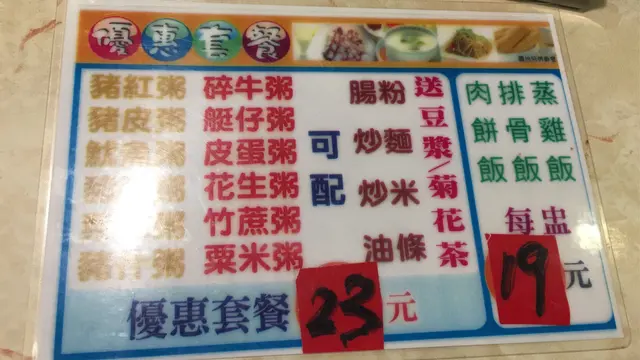 優惠套餐
豬紅粥
豬皮粥
碎牛粥
艇仔粥
皮蛋粥
花生粥
竹蔗粥
粟米粥
可配
腸粉
炒麵
炒米
油條
送豆漿/菊花茶
優惠套餐 23 元
肉餅飯
排骨飯
蒸雞飯
每盅
19 元